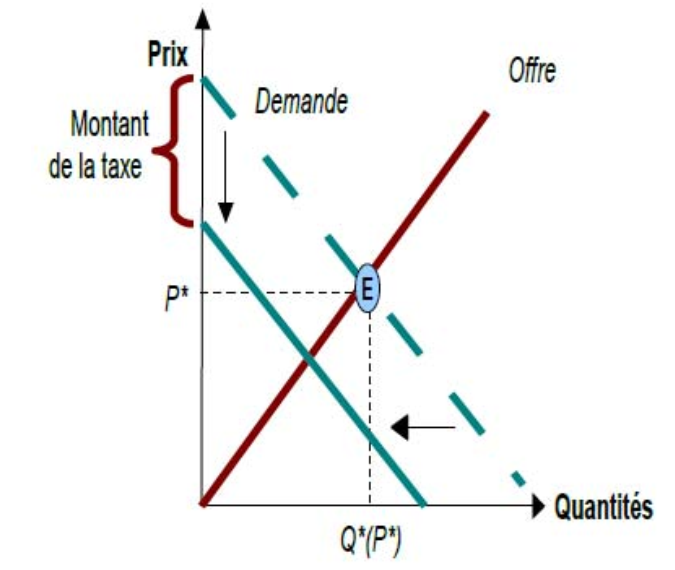 Prix
Offre
Demande
Montant
de la taxe
E
P*
Quantités
Q*(P*)